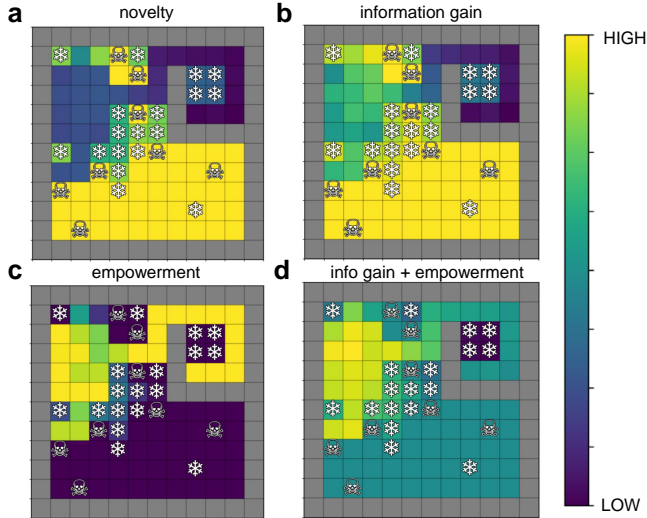 a novelty
b information gain
HIGH
c empowerment
d info gain + empowerment
LOW